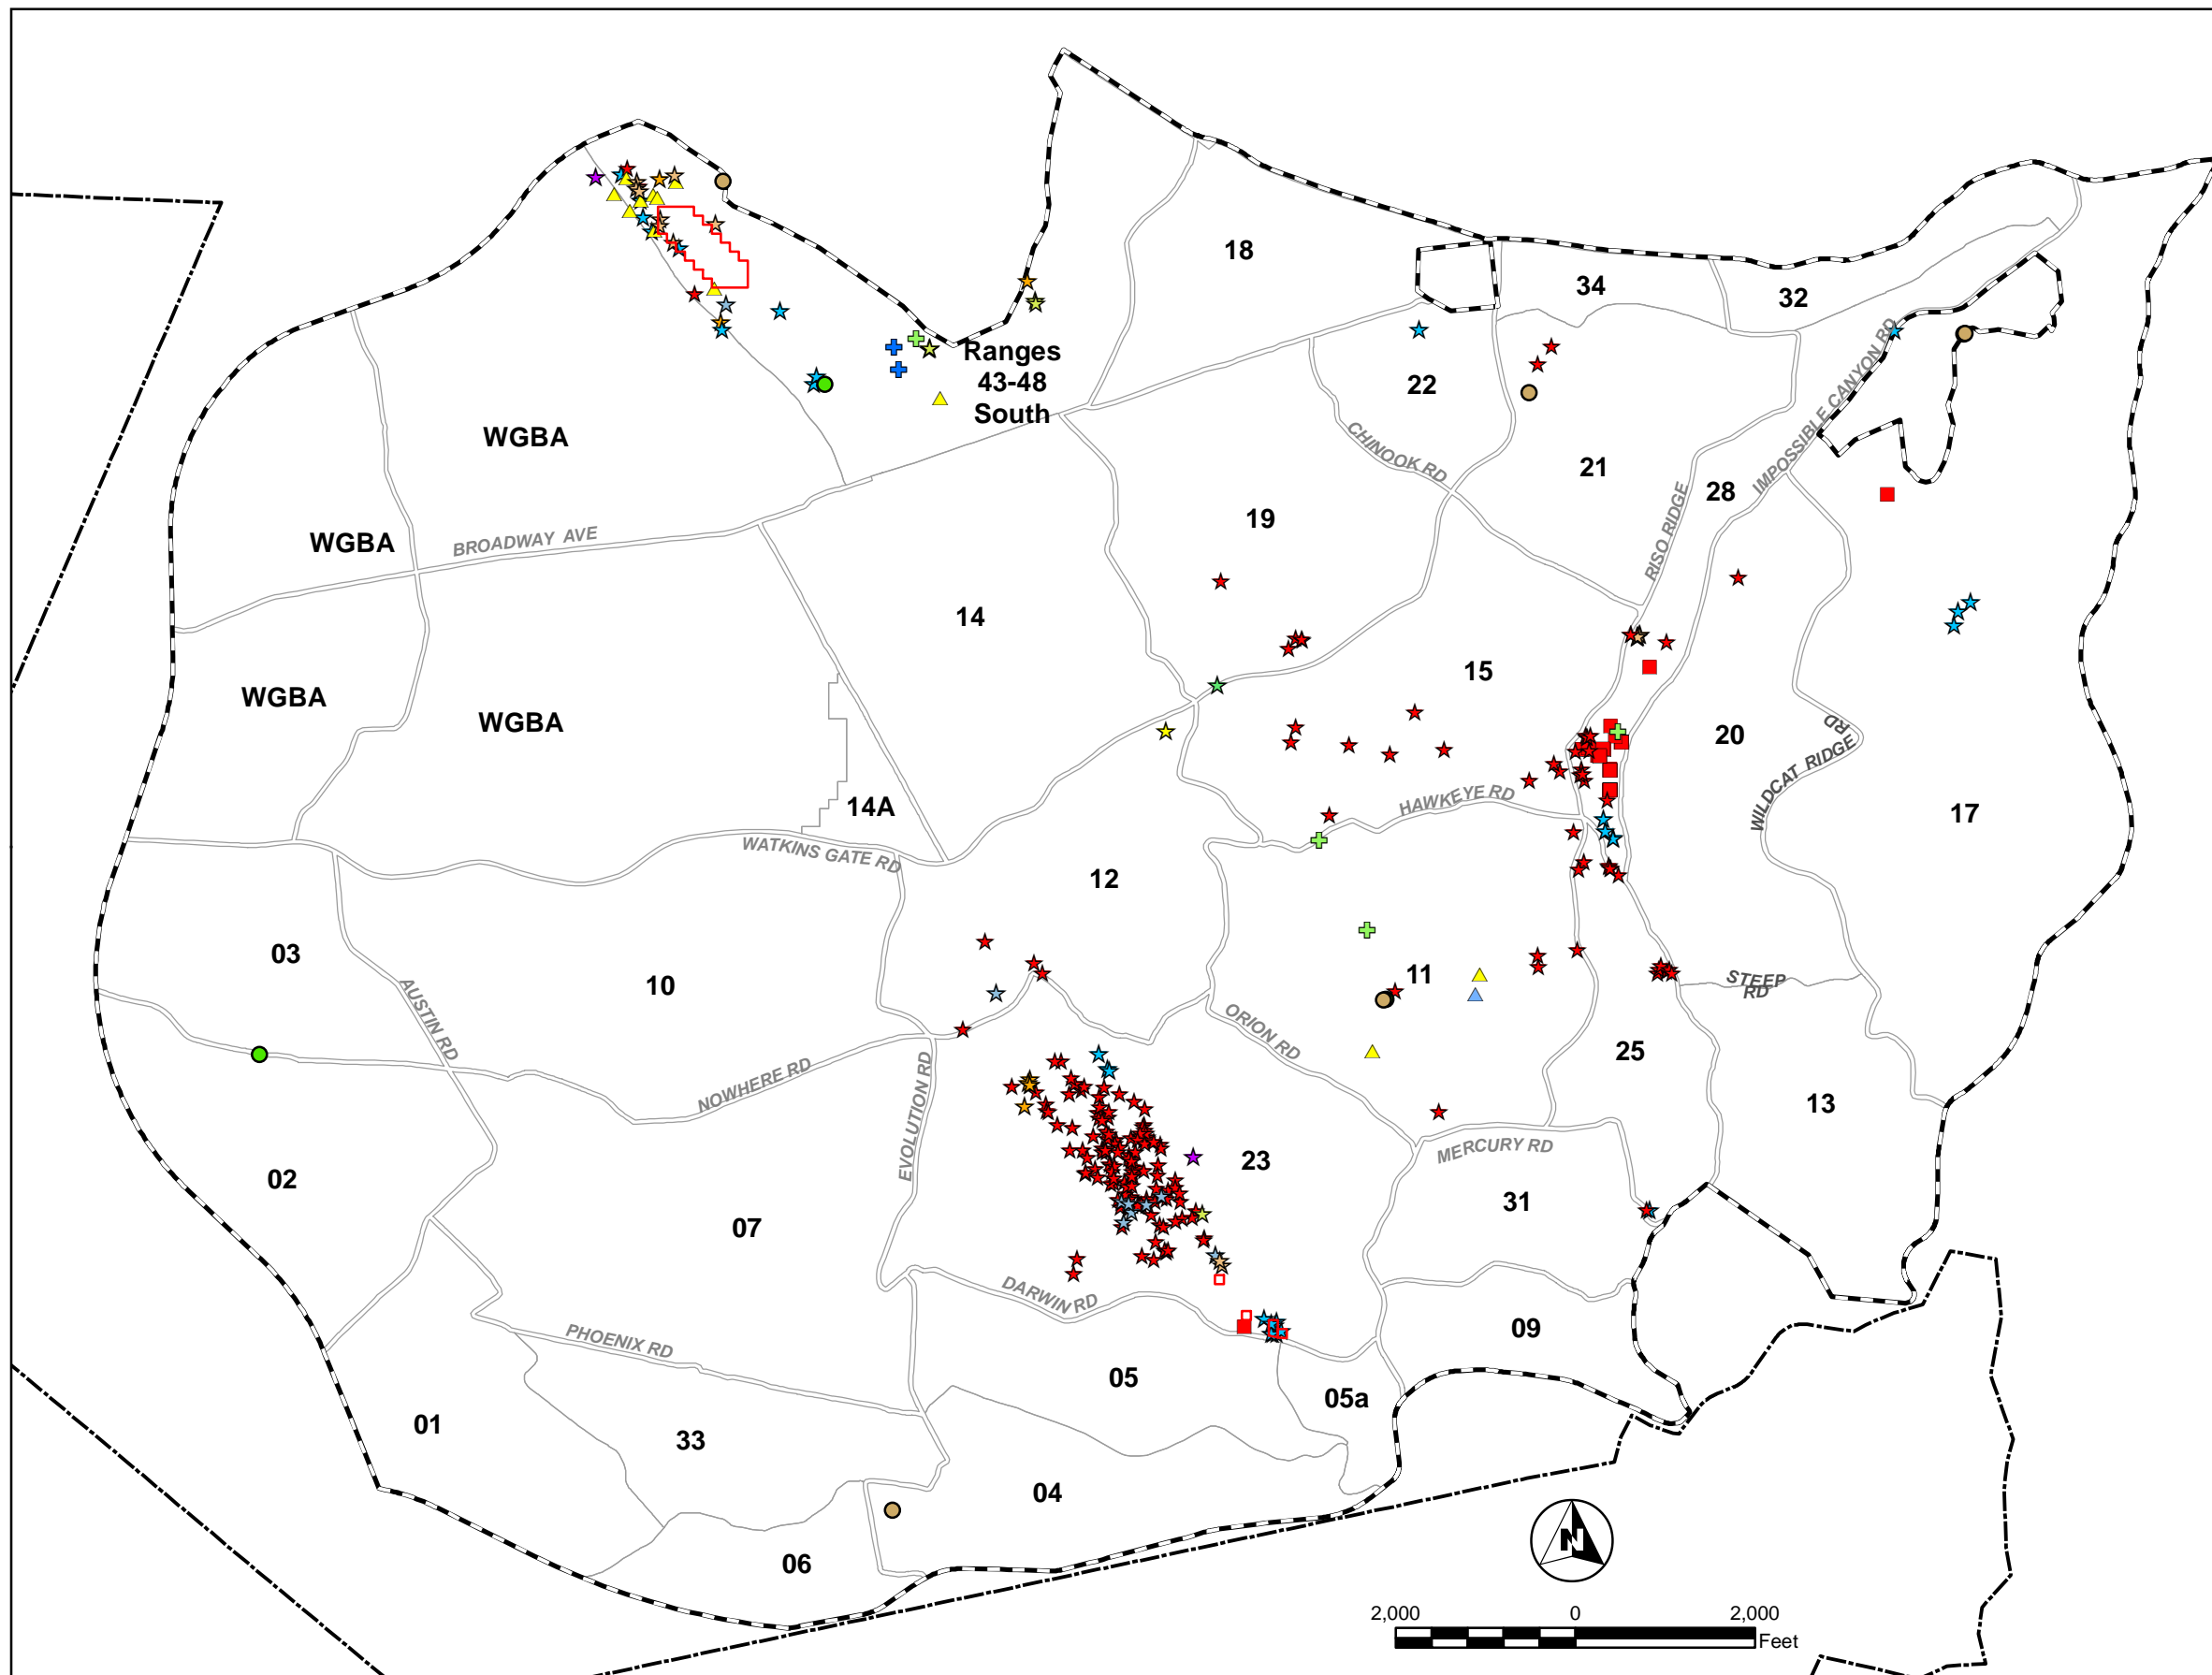 18
34
32
Ranges
43-48
South
22
IMPOSSIBLE CANYON RD
WGBA
CHINOOK RD
21
28
19
RISO RIDGE
WGBA
BROADWAY AVE
14
15
WGBA
WGBA
20
WILDCAT RIDGE
RD
14A
HAWKEYE RD
17
WATKINS GATE RD
12
03
10
11
STEEP
RD
AUSTIN RD
ORION RD
25
NOWHERE RD
EVOLUTION RD
13
02
23
MERCURY RD
31
07
DARWIN RD
PHOENIX RD
09
05
05a
01
33
04
06
N
2,000 0 2,000
Feet